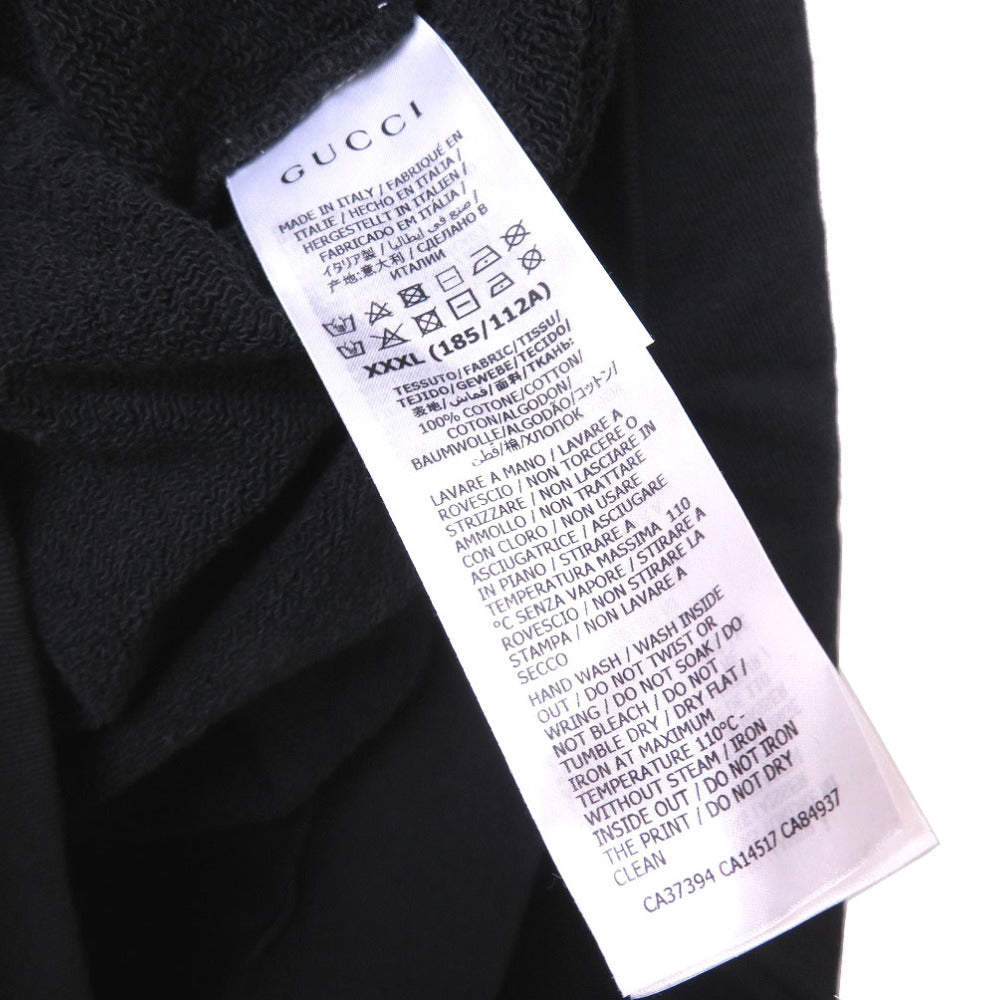 GUCCI
MADE IN ITALY / FABRIQUÉ EN
ITALIE / HECHO EN ITALIA /
HERGESTELLT IN ITALIEN /
FABRICADO EM ITÁLIA /
イタリア製 / صنع في ايطاليا /
产地:意大利 / СДЕЛАНО В
ИТАЛИИ
XXXL (185/112A)
TESSUTO/FABRIC/TISSU/
TEJIDO/GEWEBE/TECIDO/
表地/قماش/面料/ТКАНЬ:
100% COTONE/COTTON/
COTON/ALGODON/
BAUMWOLLE/ALGODÃO/コットン/
قطن/棉/ХЛОПОК
LAVARE A MANO / LAVARE A
ROVESCIO / NON TORCERE O
STRIZZARE / NON LASCIARE IN
AMMOLLO / NON TRATTARE
CON CLORO / NON USARE
ASCIUGATRICE / ASCIUGARE
IN PIANO / STIRARE A
TEMPERATURA MASSIMA 110
°C SENZA VAPORE / STIRARE A
ROVESCIO / NON STIRARE LA
STAMPA / NON LAVARE A
SECCO
HAND WASH / WASH INSIDE
OUT / DO NOT TWIST OR
WRING / DO NOT SOAK / DO
NOT BLEACH / DO NOT
TUMBLE DRY / DRY FLAT /
IRON AT MAXIMUM
TEMPERATURE 110°C -
WITHOUT STEAM / IRON
INSIDE OUT / DO NOT IRON
THE PRINT / DO NOT DRY
CLEAN
CA37394 CA14517 CA84937